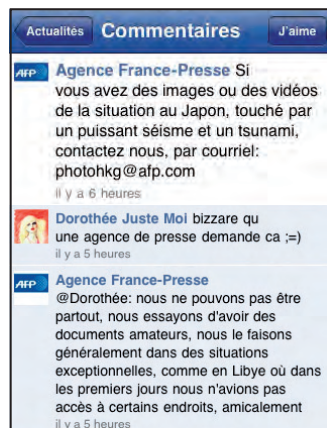 Actualités Commentaires J'aime
AFP Agence France-Presse Si
vous avez des images ou des vidéos
de la situation au Japon, touché par
un puissant séisme et un tsunami,
contactez nous, par courriel:
photohkg@afp.com
il y a 6 heures
Dorothée Juste Moi bizzare qu
une agence de presse demande ca ;=)
il y a 5 heures
AFP Agence France-Presse
@Dorothée: nous ne pouvons pas être
partout, nous essayons d'avoir des
documents amateurs, nous le faisons
généralement dans des situations
exceptionnelles, comme en Libye où dans
les premiers jours nous n'avions pas
accès à certains endroits, amicalement
il y a 5 heures